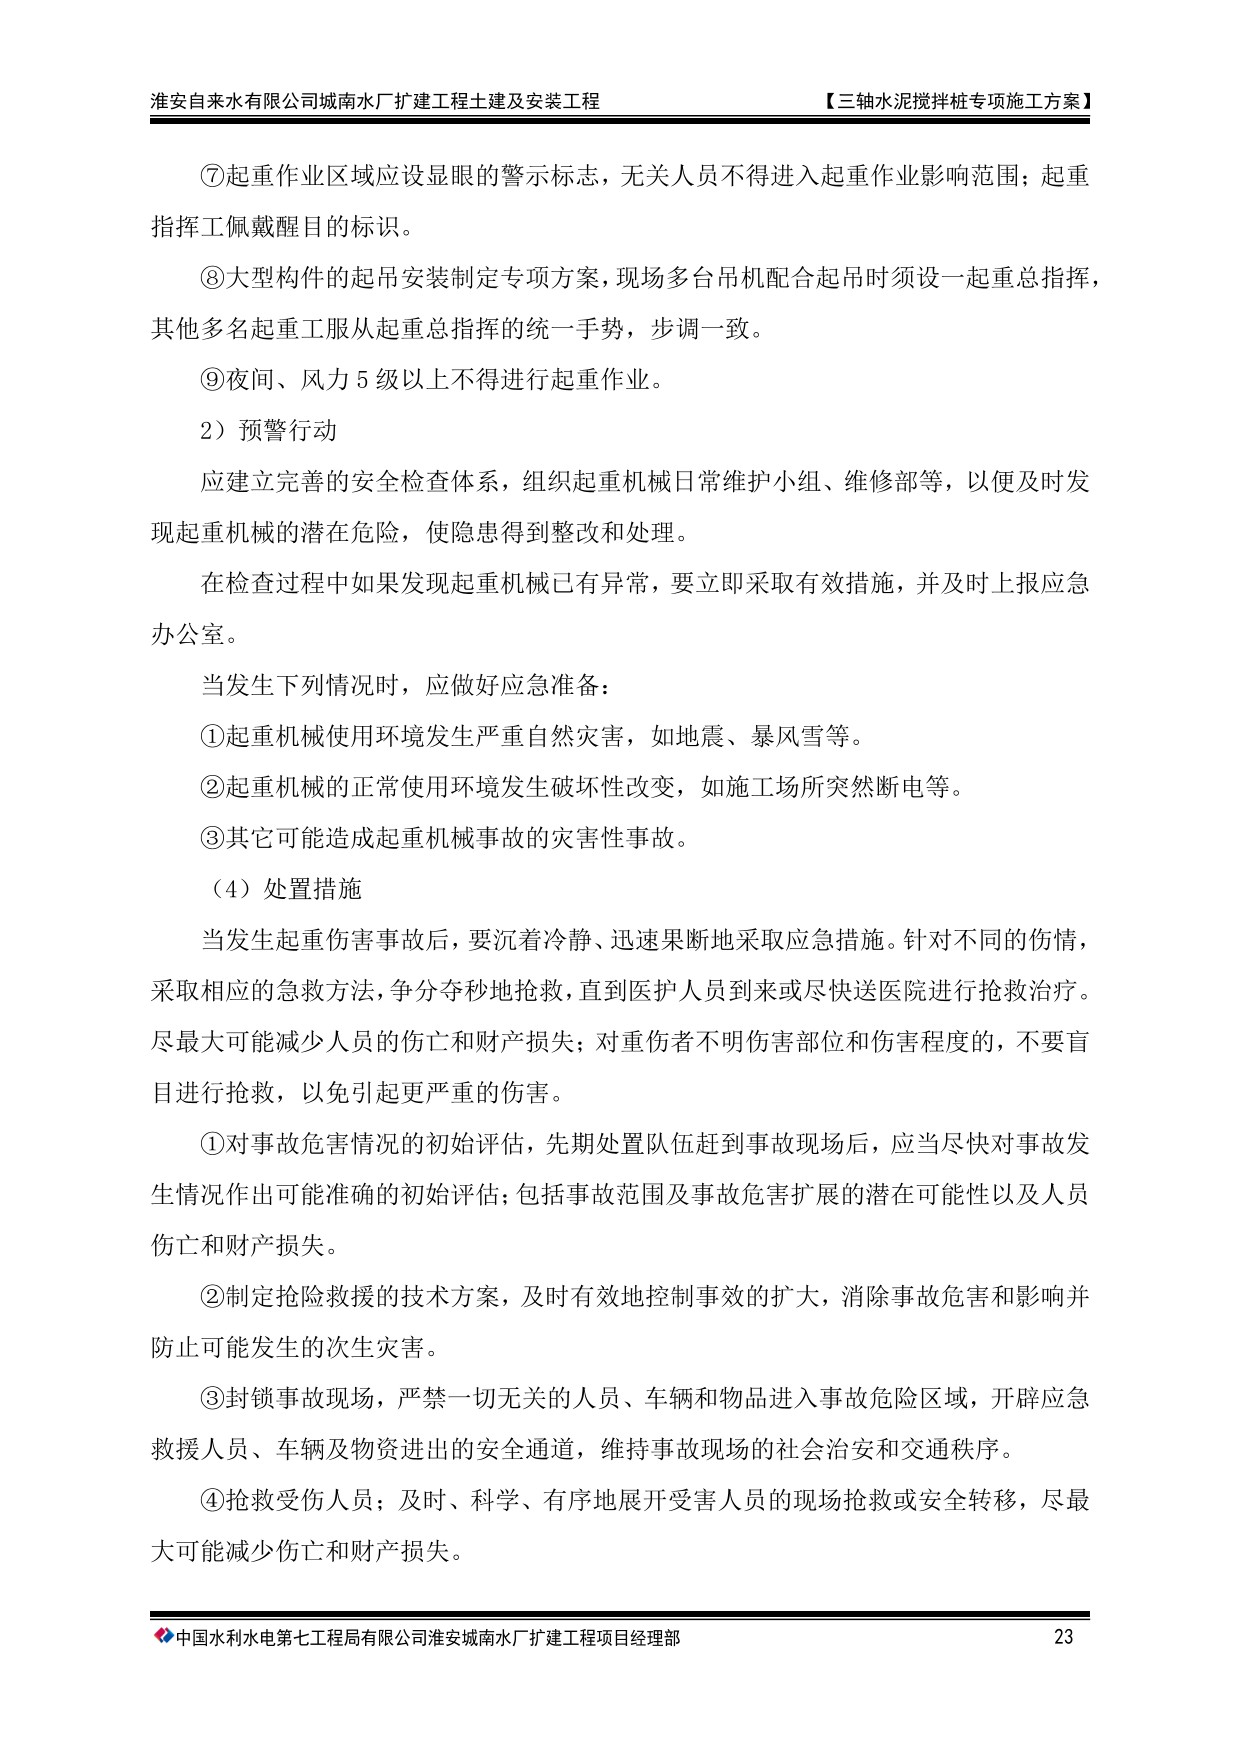 淮安自来水有限公司城南水厂扩建工程土建及安装工程 【三轴水泥搅拌桩专项施工方案】
⑦起重作业区域应设显眼的警示标志，无关人员不得进入起重作业影响范围；起重
指挥工佩戴醒目的标识。
⑧大型构件的起吊安装制定专项方案，现场多台吊机配合起吊时须设一起重总指挥，
其他多名起重工服从起重总指挥的统一手势，步调一致。
⑨夜间、风力 5 级以上不得进行起重作业。
2）预警行动
应建立完善的安全检查体系，组织起重机械日常维护小组、维修部等，以便及时发
现起重机械的潜在危险，使隐患得到整改和处理。
在检查过程中如果发现起重机械已有异常，要立即采取有效措施，并及时上报应急
办公室。
当发生下列情况时，应做好应急准备：
①起重机械使用环境发生严重自然灾害，如地震、暴风雪等。
②起重机械的正常使用环境发生破坏性改变，如施工场所突然断电等。
③其它可能造成起重机械事故的灾害性事故。
（4）处置措施
当发生起重伤害事故后，要沉着冷静、迅速果断地采取应急措施。针对不同的伤情，
采取相应的急救方法，争分夺秒地抢救，直到医护人员到来或尽快送医院进行抢救治疗。
尽最大可能减少人员的伤亡和财产损失；对重伤者不明伤害部位和伤害程度的，不要盲
目进行抢救，以免引起更严重的伤害。
①对事故危害情况的初始评估，先期处置队伍赶到事故现场后，应当尽快对事故发
生情况作出可能准确的初始评估；包括事故范围及事故危害扩展的潜在可能性以及人员
伤亡和财产损失。
②制定抢险救援的技术方案，及时有效地控制事效的扩大，消除事故危害和影响并
防止可能发生的次生灾害。
③封锁事故现场，严禁一切无关的人员、车辆和物品进入事故危险区域，开辟应急
救援人员、车辆及物资进出的安全通道，维持事故现场的社会治安和交通秩序。
④抢救受伤人员；及时、科学、有序地展开受害人员的现场抢救或安全转移，尽最
大可能减少伤亡和财产损失。
中国水利水电第七工程局有限公司淮安城南水厂扩建工程项目经理部 23